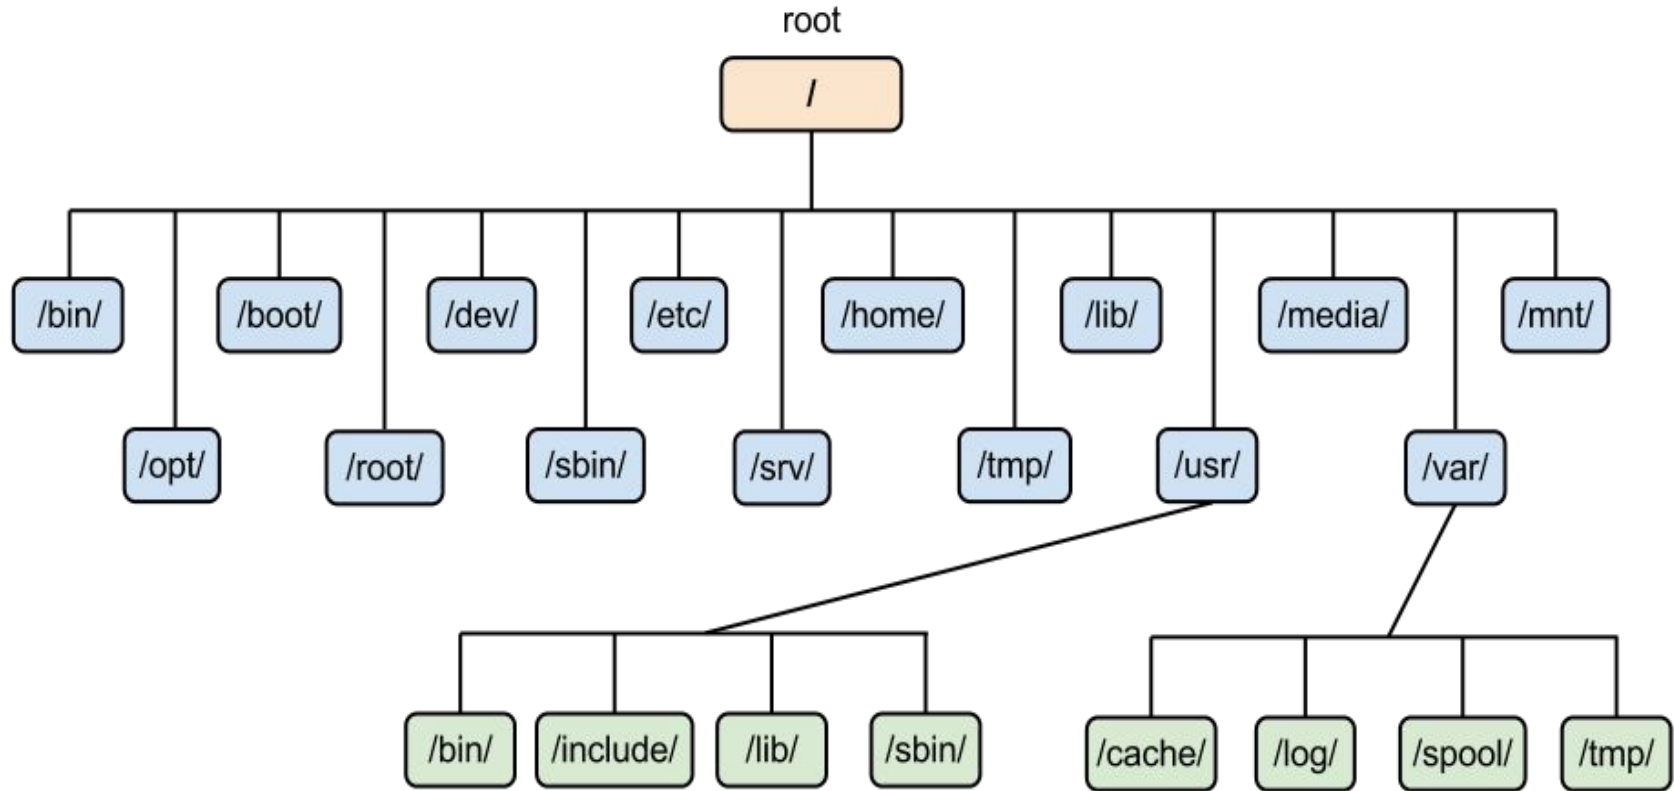 root
/
/bin/
/boot/
/dev/
/etc/
/home/
/lib/
/media/
/mnt/
/opt/
/root/
/sbin/
/srv/
/tmp/
/usr/
/var/
/bin/
/include/
/lib/
/sbin/
/cache/
/log/
/spool/
/tmp/